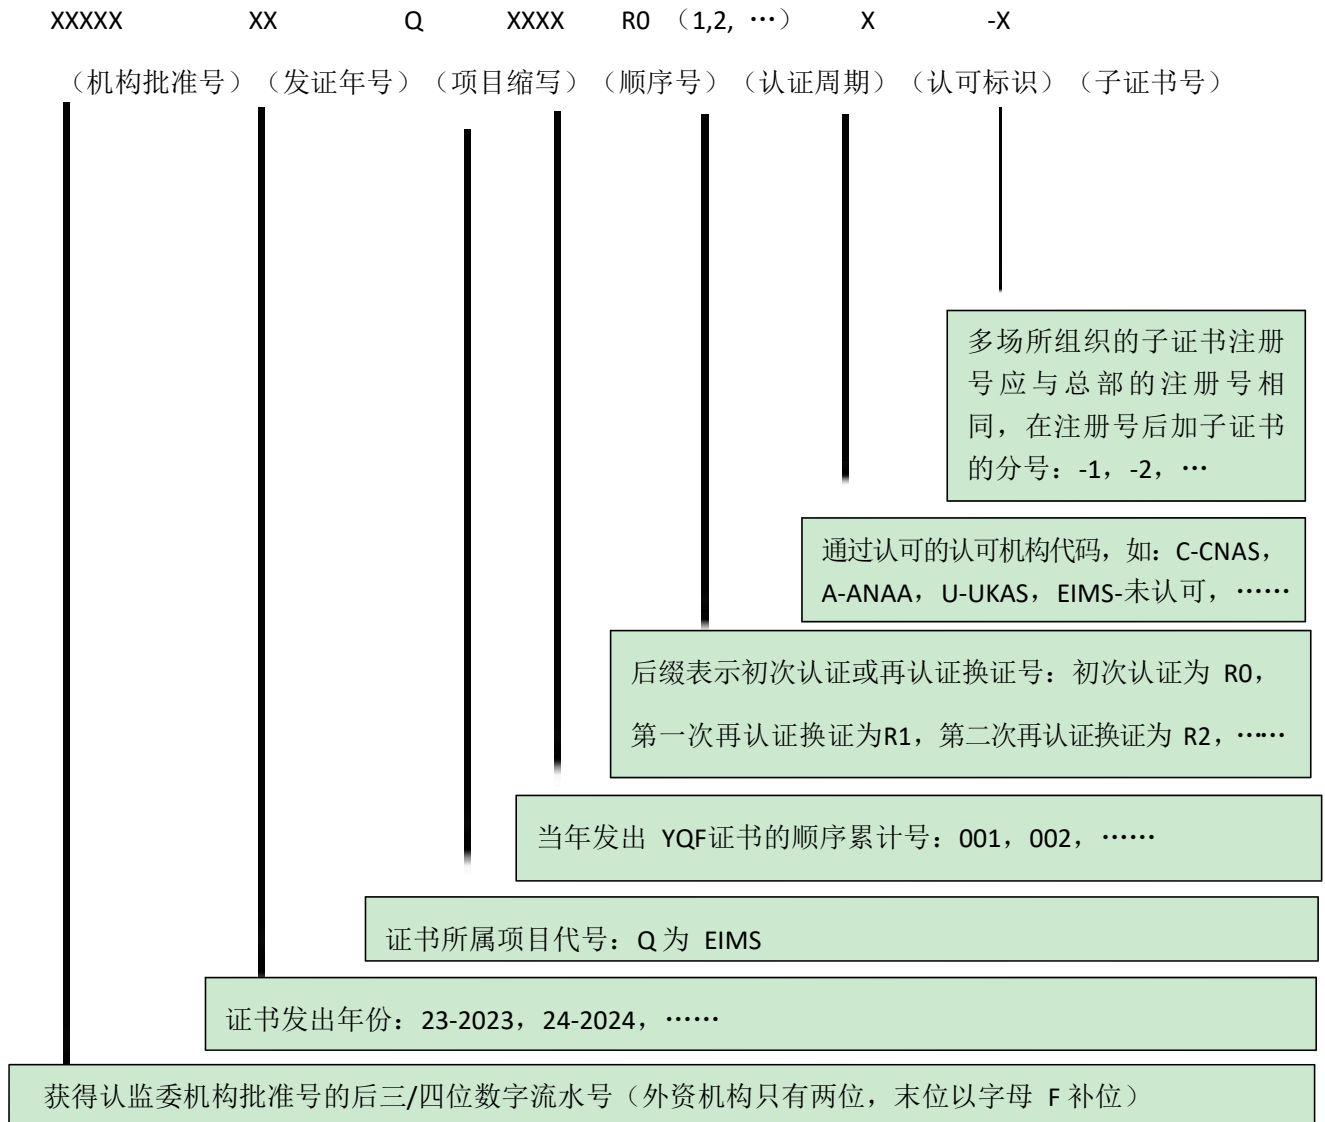 XXXXX XX Q XXXX R0 （1,2, …） X -X
（机构批准号）（发证年号）（项目缩写）（顺序号）（认证周期）（认可标识）（子证书号）
多场所组织的子证书注册
号应与总部的注册号相
同，在注册号后加子证书
的分号：-1，-2，…
通过认可的认可机构代码，如：C-CNAS，
A-ANAA，U-UKAS，EIMS-未认可，……
后缀表示初次认证或再认证换证号：初次认证为 R0，
第一次再认证换证为R1，第二次再认证换证为 R2，……
当年发出 YQF证书的顺序累计号：001，002，……
证书所属项目代号：Q 为 EIMS
证书发出年份：23-2023，24-2024，……
获得认监委机构批准号的后三/四位数字流水号（外资机构只有两位，末位以字母 F 补位）